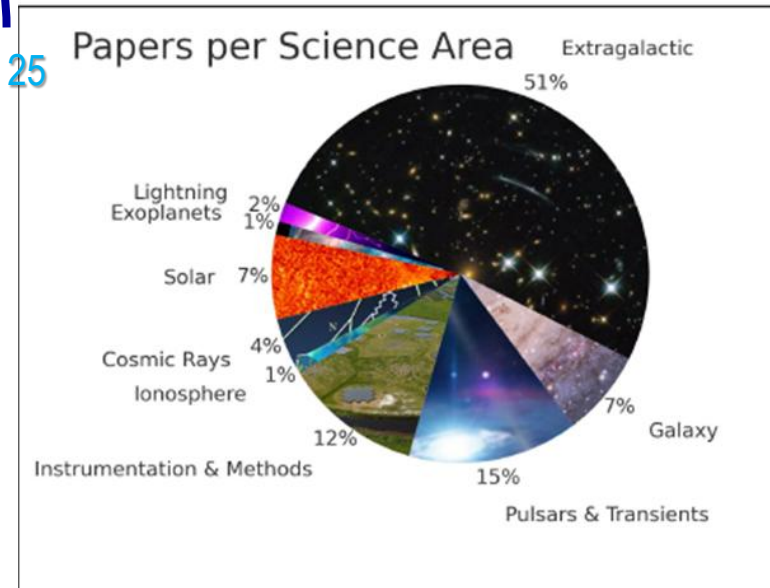 Papers per Science Area
25
Extragalactic
51%
Lightning
2%
Exoplanets
1%
Solar
7%
Cosmic Rays
4%
Ionosphere
1%
N
Instrumentation & Methods
12%
Pulsars & Transients
15%
Galaxy
7%